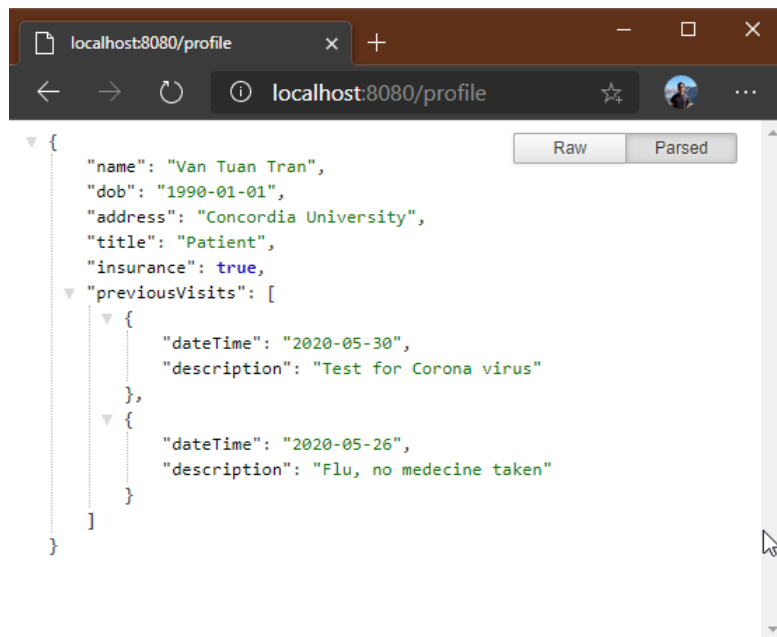 localhost:8080/profile
localhost:8080/profile
Raw Parsed
{
"name": "Van Tuan Tran",
"dob": "1990-01-01",
"address": "Concordia University",
"title": "Patient",
"insurance": true,
"previousVisits": [
{
"dateTime": "2020-05-30",
"description": "Test for Corona virus"
},
{
"dateTime": "2020-05-26",
"description": "Flu, no medecine taken"
}
]
}